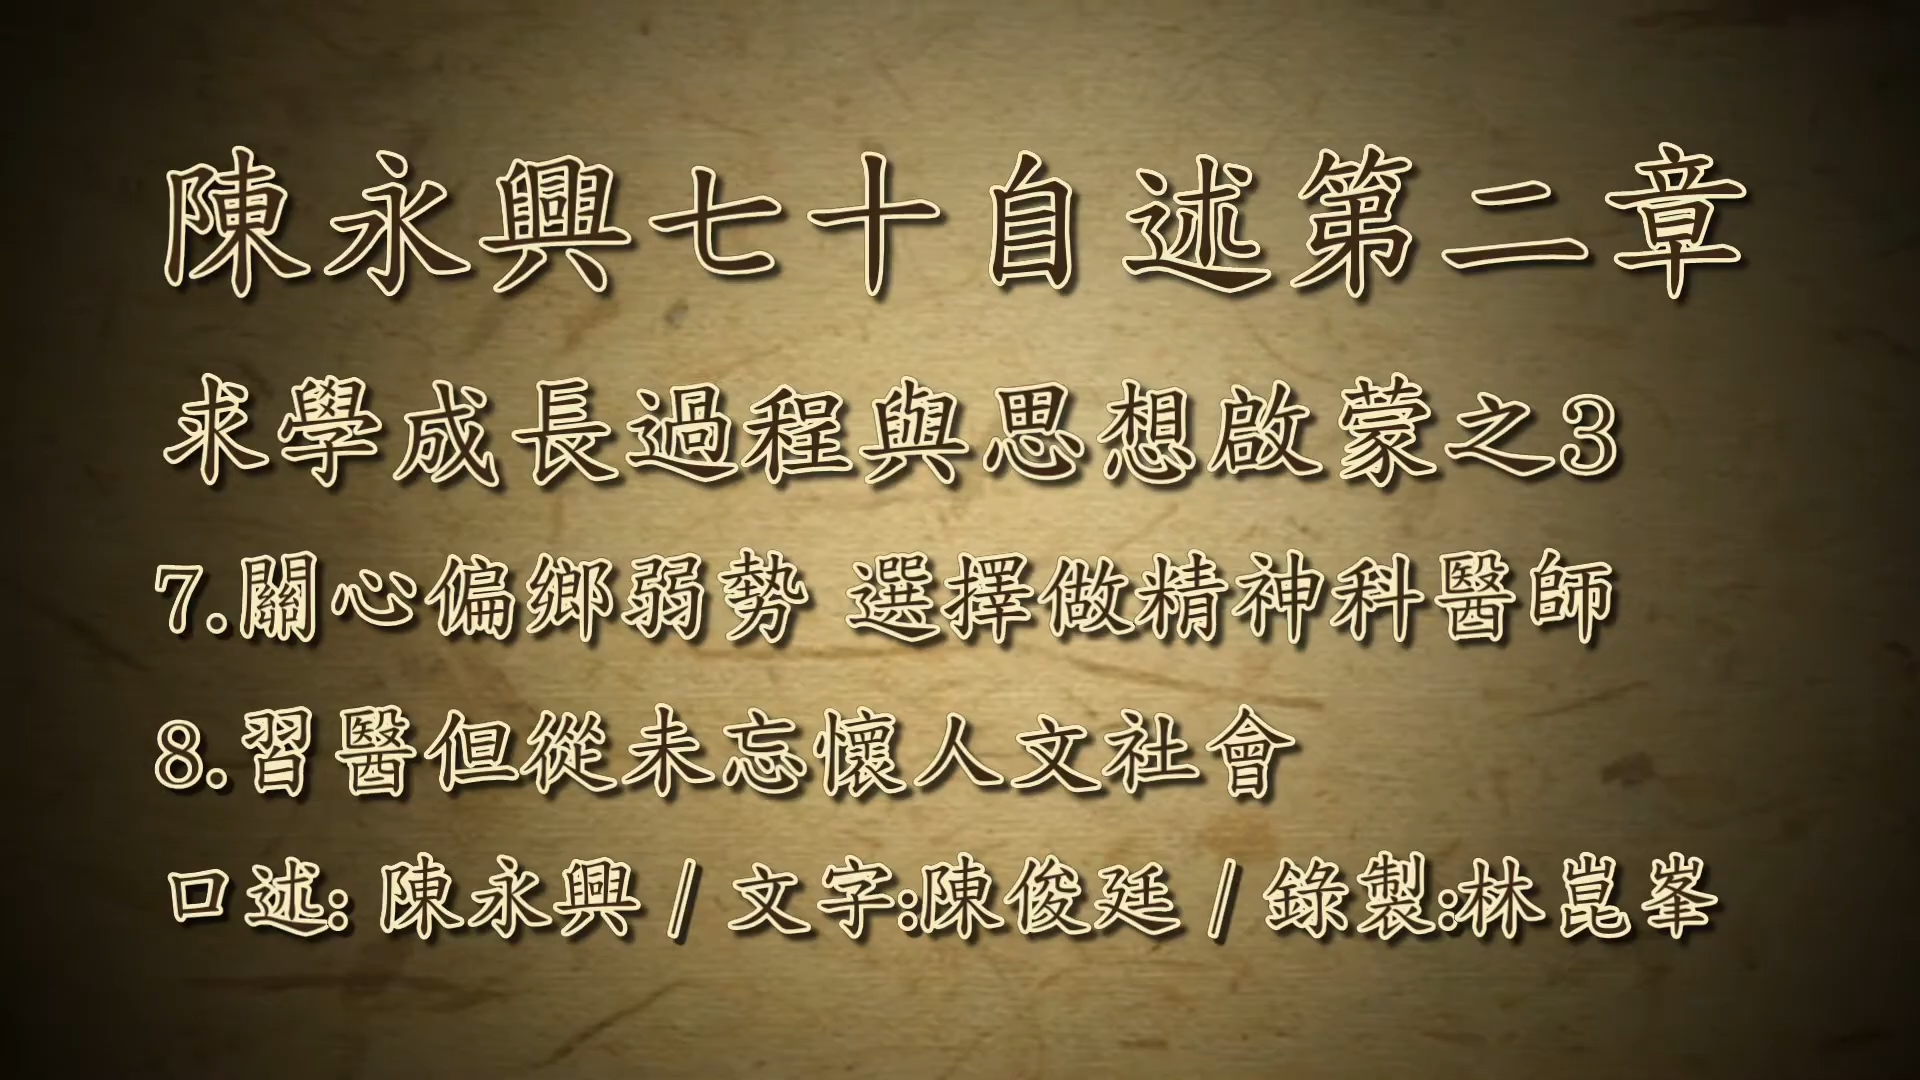 陳永興七十自述第二章
求學成長過程與思想啟蒙之3
7.關心偏鄉弱勢 選擇做精神科醫師
8.習醫但從未忘懷人文社會
口述: 陳永興 / 文字:陳俊廷 / 錄製:林崑峯